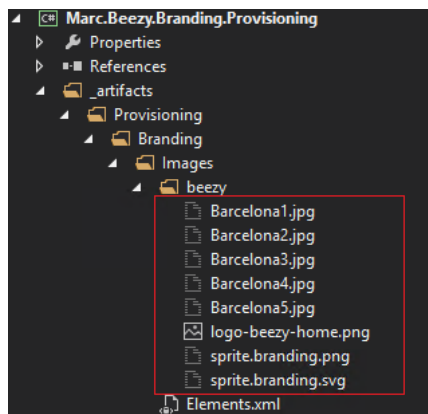 Marc.Beezy.Branding.Provisioning
Properties
References
_artifacts
Provisioning
Branding
Images
beezy
Barcelona1.jpg
Barcelona2.jpg
Barcelona3.jpg
Barcelona4.jpg
Barcelona5.jpg
logo-beezy-home.png
sprite.branding.png
sprite.branding.svg
Elements.xml